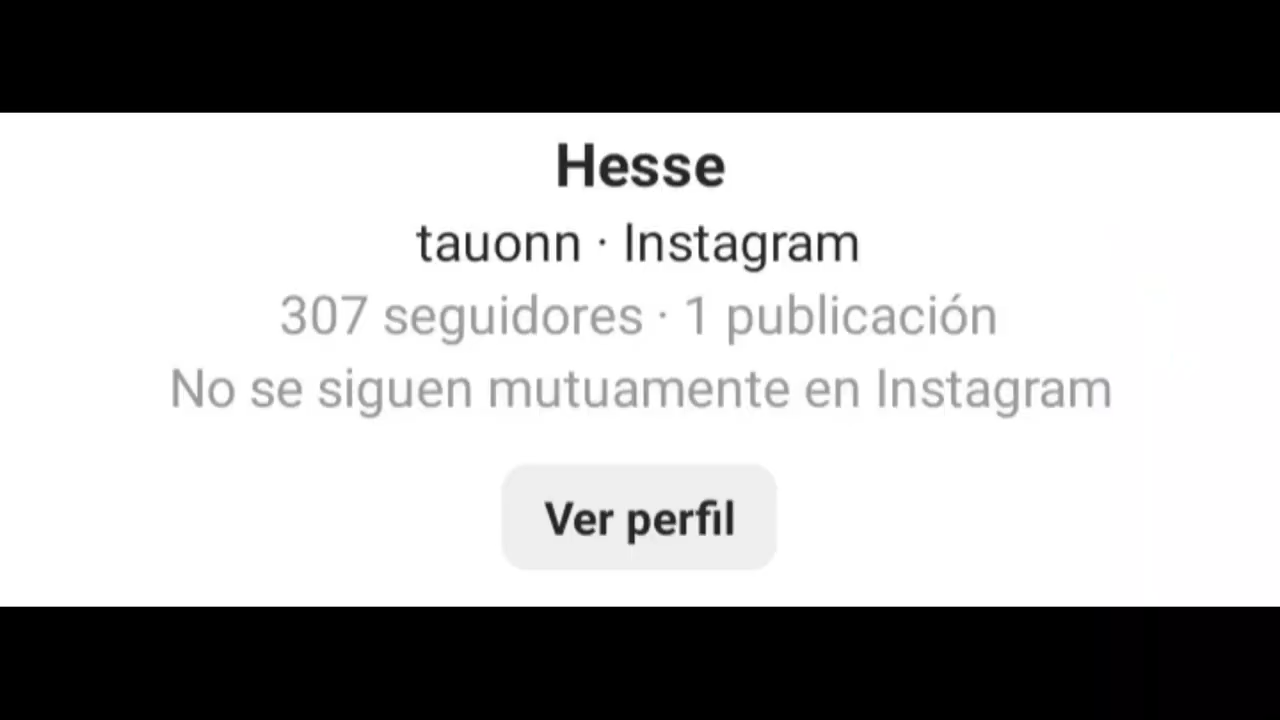 Hesse
tauonn · Instagram
307 seguidores · 1 publicación
No se siguen mutuamente en Instagram
Ver perfil